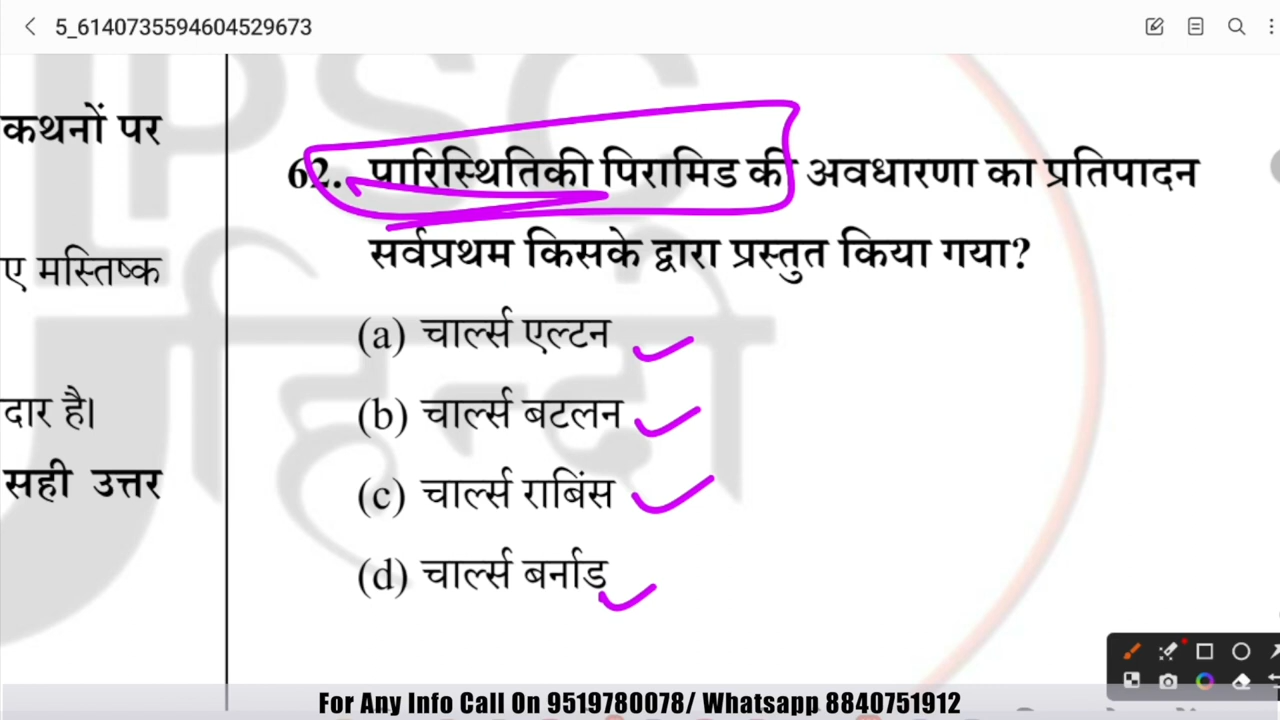 5_6140735594604529673
कथनों पर
62. पारिस्थितिकी पिरामिड की अवधारणा का प्रतिपादन
सर्वप्रथम किसके द्वारा प्रस्तुत किया गया?
ए मस्तिष्क
(a) चार्ल्स एल्टन
(b) चार्ल्स बटलन
दार है।
(c) चार्ल्स राबिंस
सही उत्तर
(d) चार्ल्स बर्नाड
For Any Info Call On 9519780078/ Whatsapp 8840751912